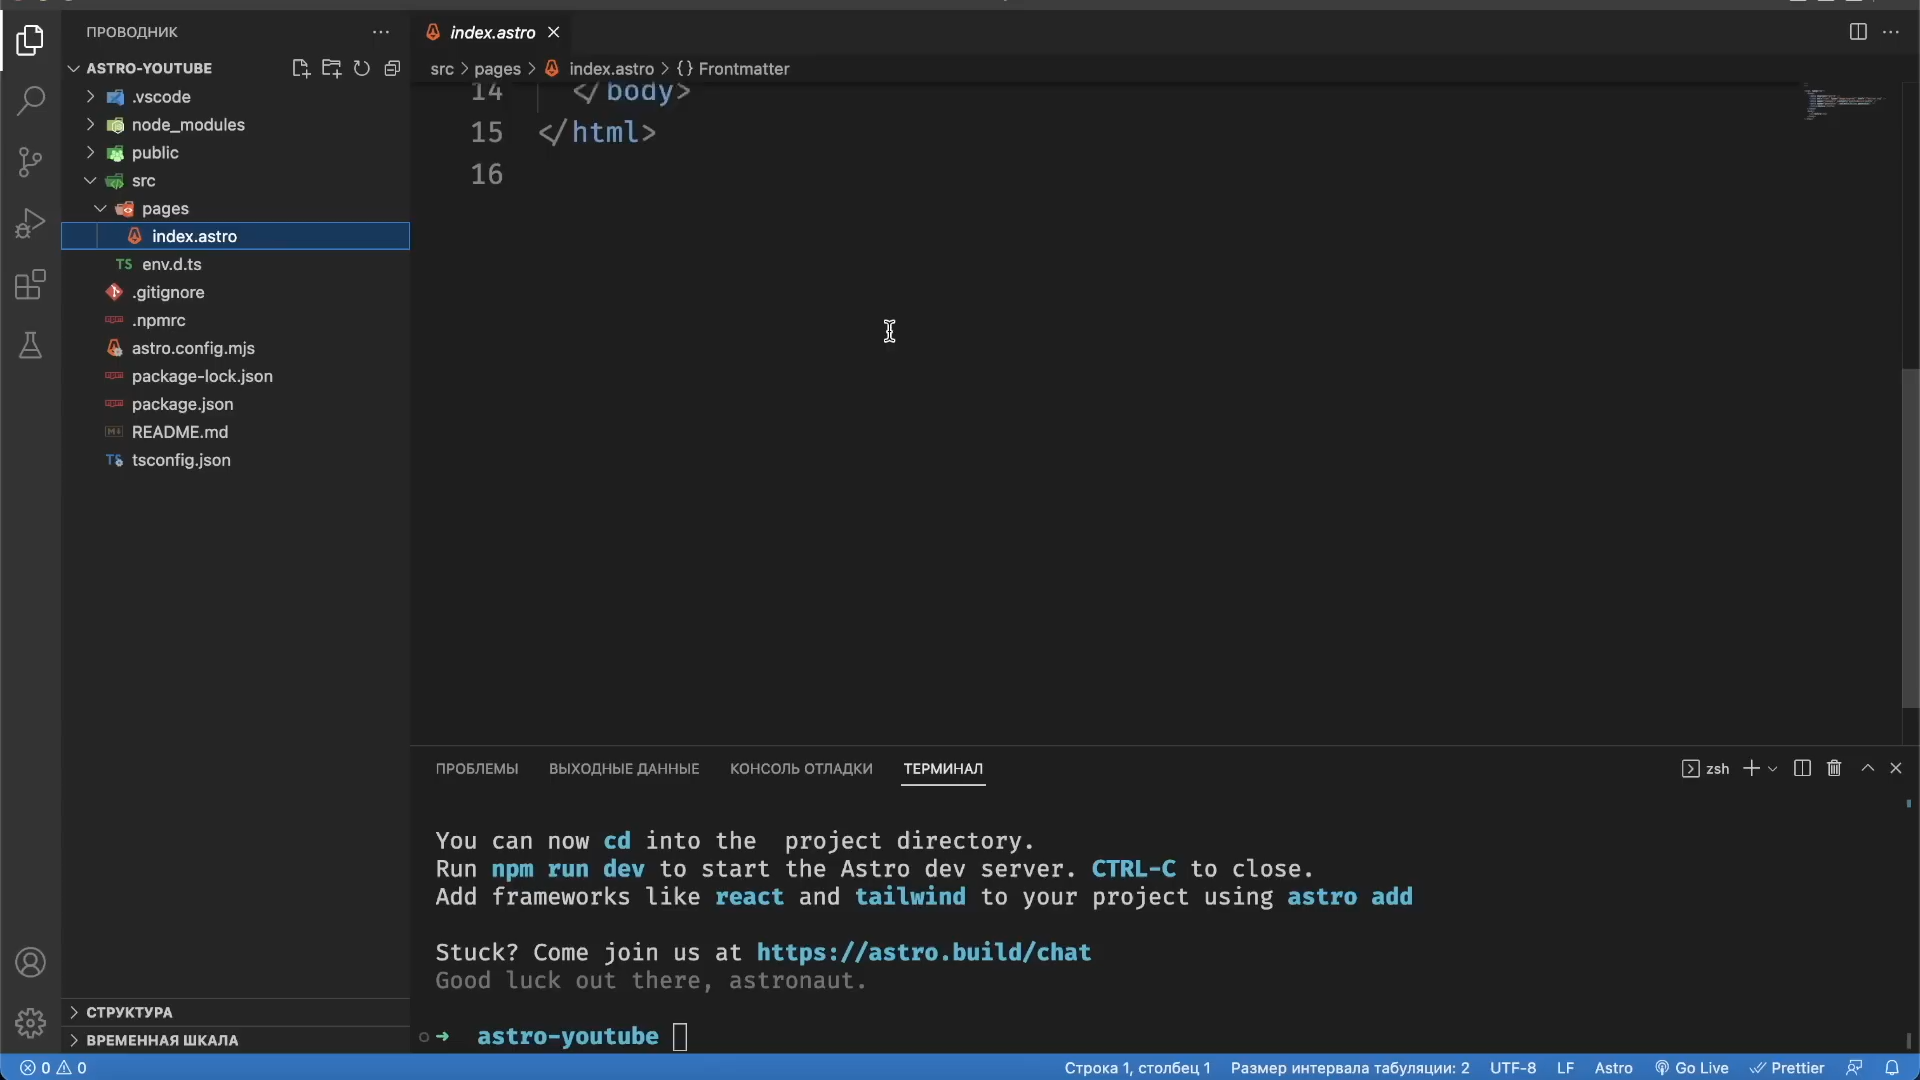 ПРОВОДНИК
ASTRO-YOUTUBE
.vscode
node_modules
public
src
pages
index.astro
TS env.d.ts
.gitignore
.npmrc
astro.config.mjs
package-lock.json
package.json
README.md
TS tsconfig.json
СТРУКТУРА
ВРЕМЕННАЯ ШКАЛА
index.astro
src > pages > index.astro > {} Frontmatter
14 </body>
15 </html>
16
ПРОБЛЕМЫ ВЫХОДНЫЕ ДАННЫЕ КОНСОЛЬ ОТЛАДКИ ТЕРМИНАЛ
zsh
You can now cd into the  project directory.
Run npm run dev to start the Astro dev server. CTRL-C to close.
Add frameworks like react and tailwind to your project using astro add
Stuck? Come join us at https://astro.build/chat
Good luck out there, astronaut.
➜ astro-youtube
0 0 Строка 1, столбец 1 Размер интервала табуляции: 2 UTF-8 LF Astro Go Live Prettier